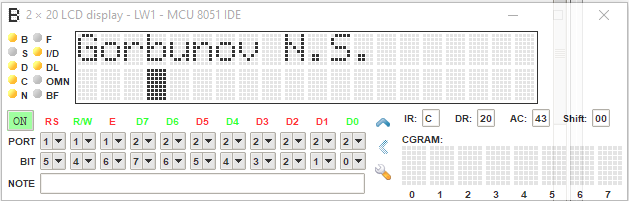 2 × 20 LCD display - LW1 - MCU 8051 IDE
Gorbunov N.S.
B F
S I/D
D DL
C OMN
N BF
ON RS R/W E D7 D6 D5 D4 D3 D2 D1 D0
PORT 1 1 1 2 2 2 2 2 2 2 2
BIT 5 4 6 7 6 5 4 3 2 1 0
NOTE
IR: C DR: 20 AC: 43 Shift: 00
CGRAM:
0 1 2 3 4 5 6 7